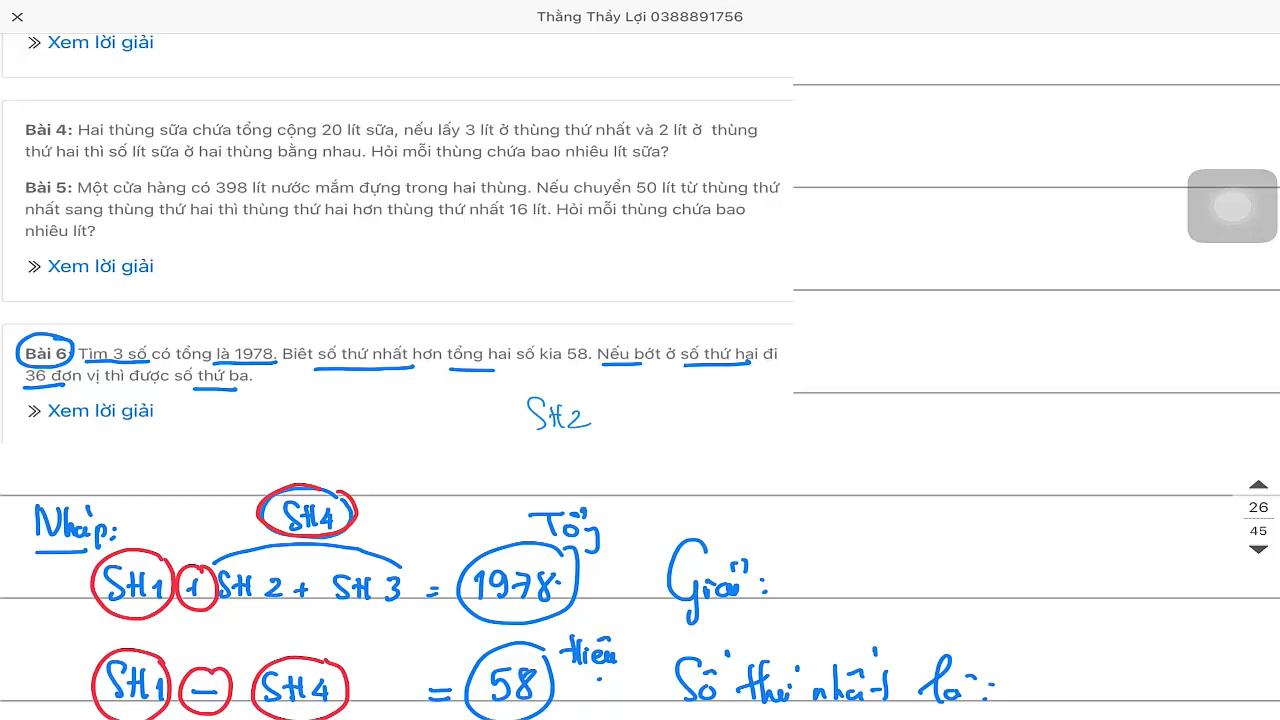 Thằng Thầy Lợi 0388891756
Xem lời giải
Bài 4: Hai thùng sữa chứa tổng cộng 20 lít sữa, nếu lấy 3 lít ở thùng thứ nhất và 2 lít ở thùng
thứ hai thì số lít sữa ở hai thùng bằng nhau. Hỏi mỗi thùng chứa bao nhiêu lít sữa?
Bài 5: Một cửa hàng có 398 lít nước mắm đựng trong hai thùng. Nếu chuyển 50 lít từ thùng thứ
nhất sang thùng thứ hai thì thùng thứ hai hơn thùng thứ nhất 16 lít. Hỏi mỗi thùng chứa bao
nhiêu lít?
Xem lời giải
Bài 6: Tìm 3 số có tổng là 1978. Biêt số thứ nhất hơn tổng hai số kia 58. Nếu bớt ở số thứ hai đi
36 đơn vị thì được số thứ ba.
Xem lời giải
SH2
26
45
Nháp:
SH4
Tổng
SH1 + SH2 + SH3 = 1978
Giải:
SH1 - SH4 = 58 Hiệu
Số thứ nhất là: